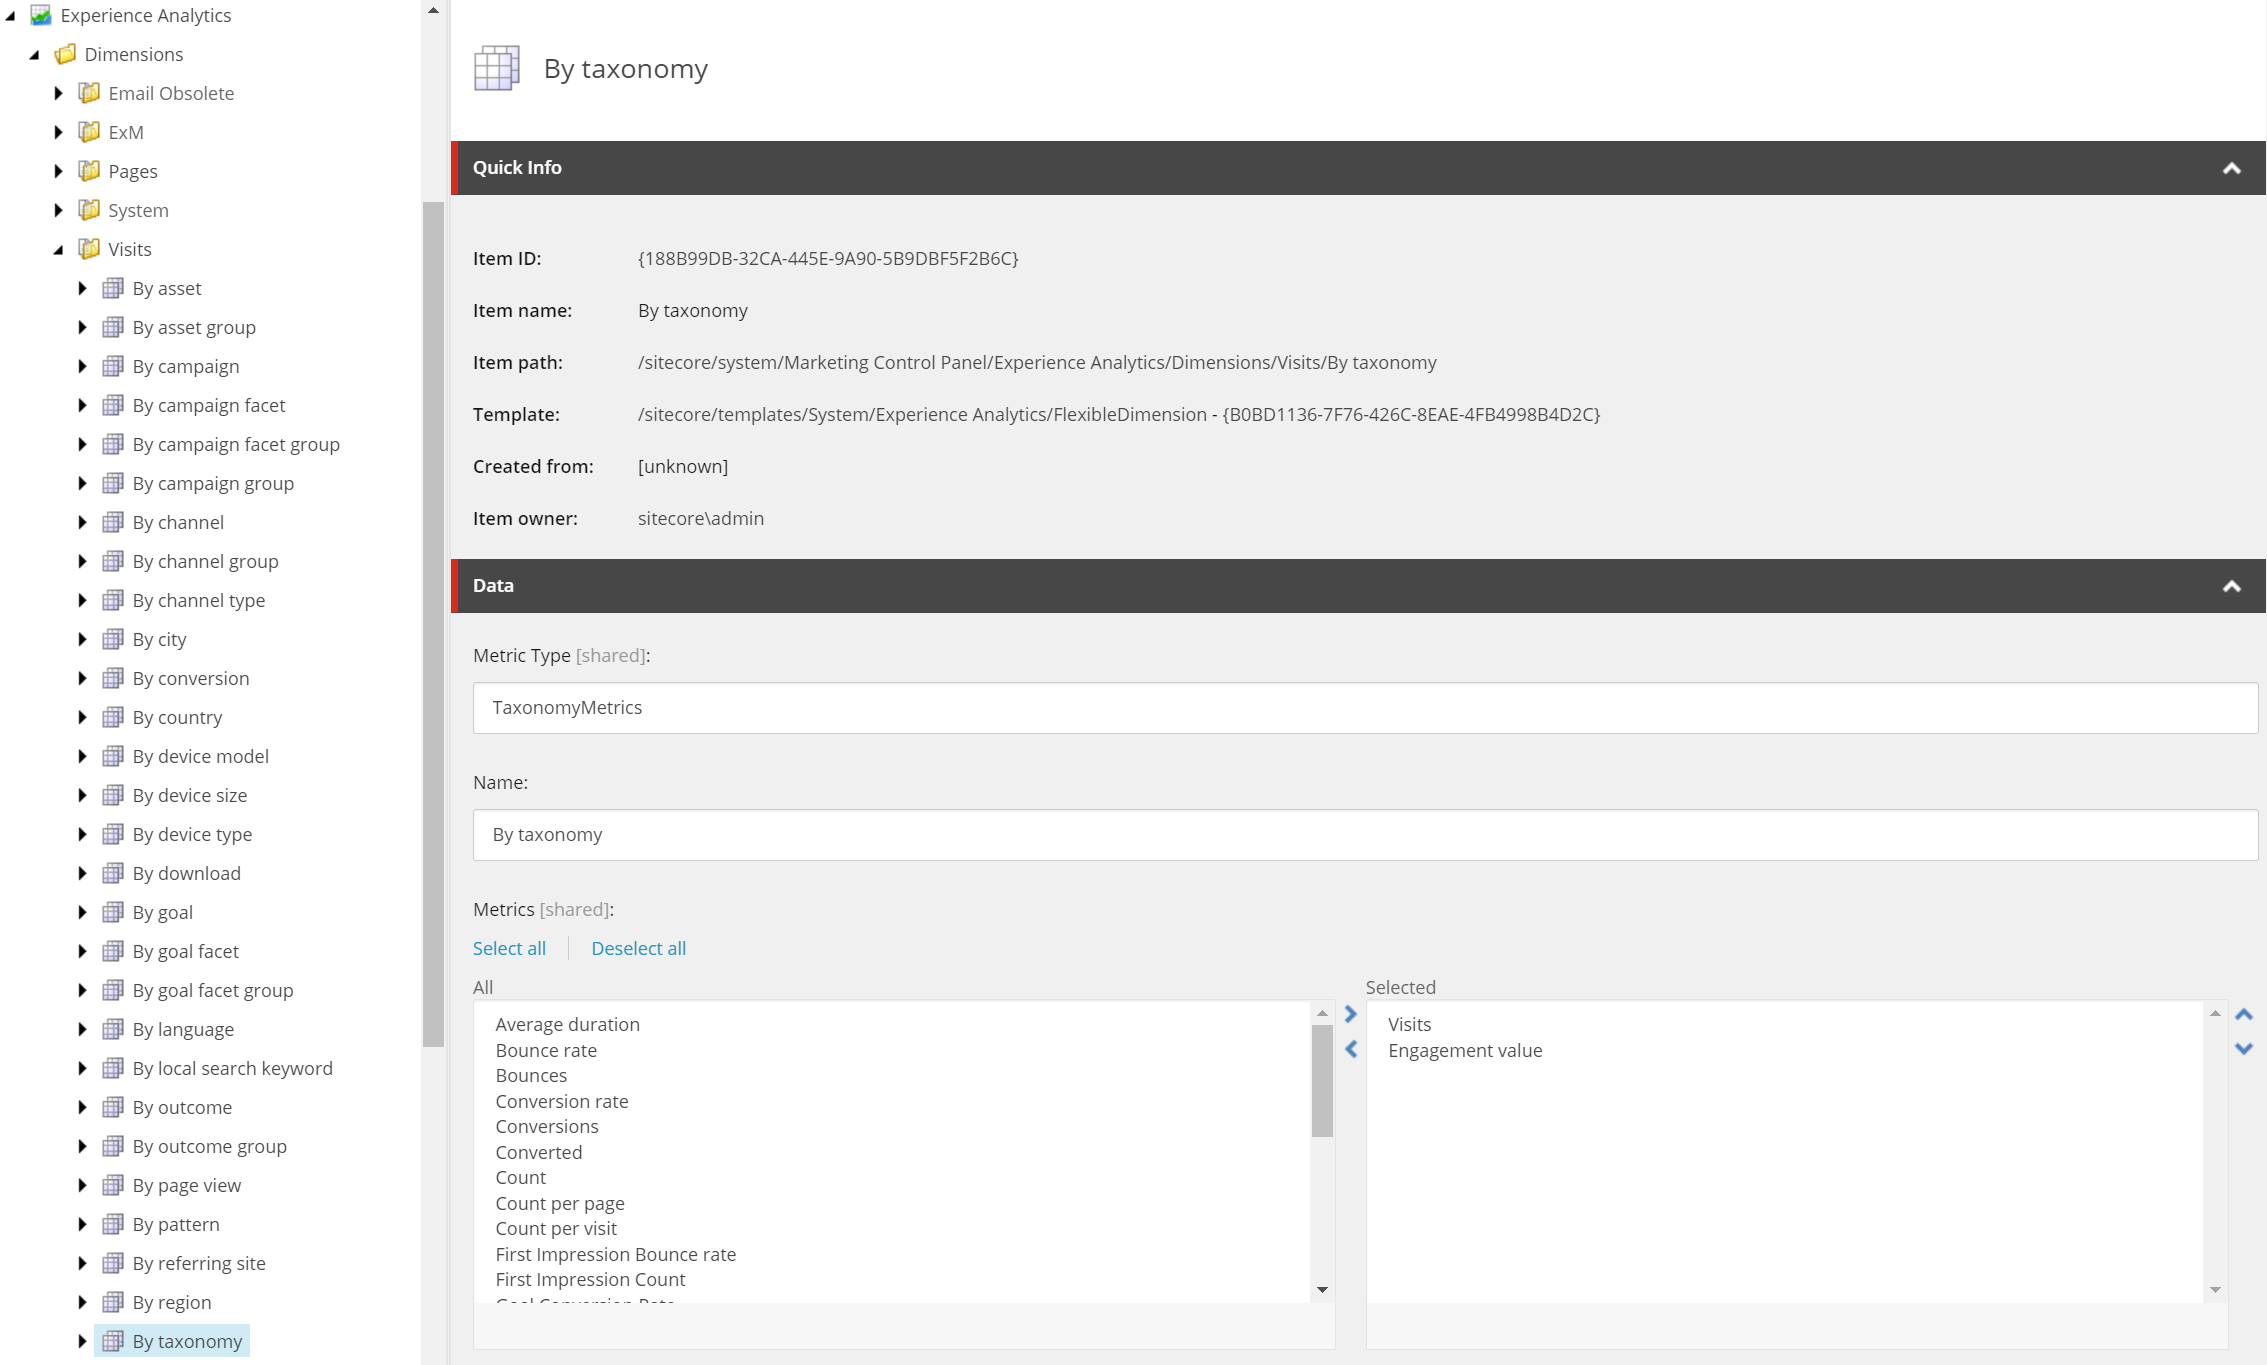 Experience Analytics
Dimensions
Email Obsolete
ExM
Pages
System
Visits
By asset
By asset group
By campaign
By campaign facet
By campaign facet group
By campaign group
By channel
By channel group
By channel type
By city
By conversion
By country
By device model
By device size
By device type
By download
By goal
By goal facet
By goal facet group
By language
By local search keyword
By outcome
By outcome group
By page view
By pattern
By referring site
By region
By taxonomy
By taxonomy
Quick Info
Item ID: {188B99DB-32CA-445E-9A90-5B9DBF5F2B6C}
Item name: By taxonomy
Item path: /sitecore/system/Marketing Control Panel/Experience Analytics/Dimensions/Visits/By taxonomy
Template: /sitecore/templates/System/Experience Analytics/FlexibleDimension - {B0BD1136-7F76-426C-8EAE-4FB4998B4D2C}
Created from: [unknown]
Item owner: sitecore\admin
Data
Metric Type [shared]:
TaxonomyMetrics
Name:
By taxonomy
Metrics [shared]:
Select all Deselect all
All
Average duration
Bounce rate
Bounces
Conversion rate
Conversions
Converted
Count
Count per page
Count per visit
First Impression Bounce rate
First Impression Count
Goal Conversion Rate
Selected
Visits
Engagement value